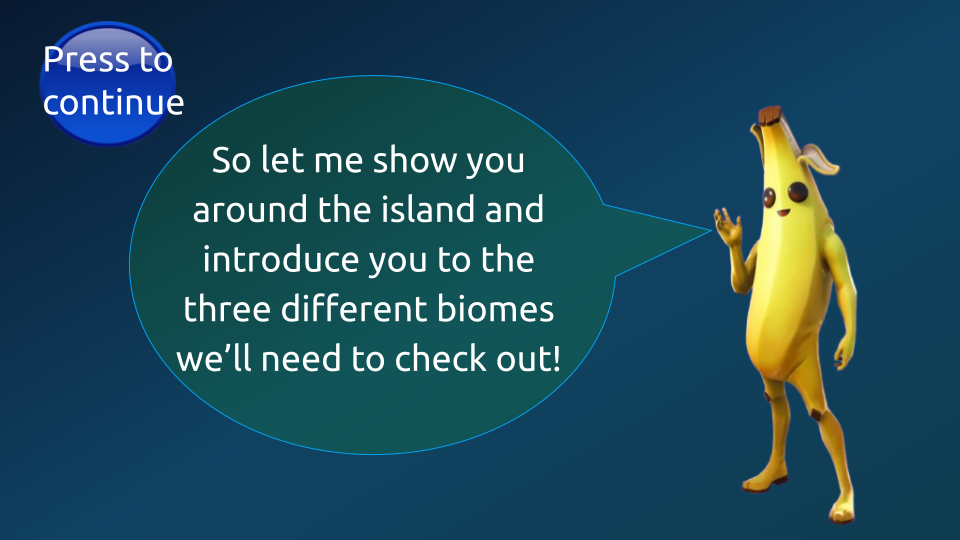 Press to
continue
So let me show you
around the island and
introduce you to the
three different biomes
we’ll need to check out!